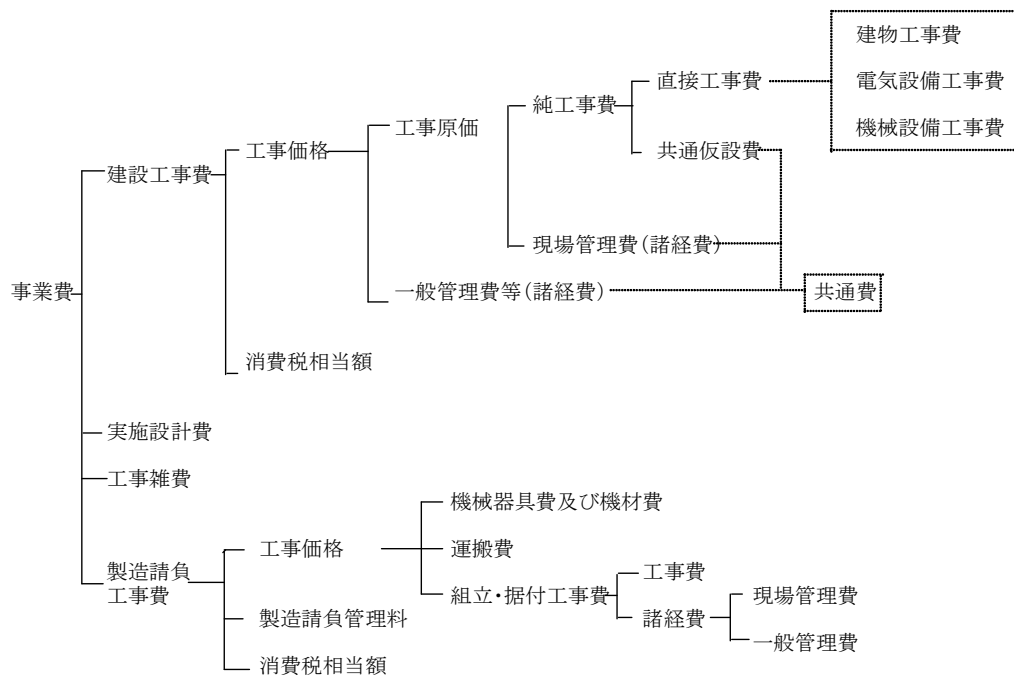 建物工事費
直接工事費
電気設備工事費
純工事費
工事原価
機械設備工事費
工事価格
共通仮設費
建設工事費
現場管理費(諸経費)
事業費
一般管理費等(諸経費)
共通費
消費税相当額
実施設計費
工事雑費
機械器具費及び機材費
工事価格
運搬費
製造請負
工事費
工事費
組立・据付工事費
現場管理費
諸経費
製造請負管理料
一般管理費
消費税相当額